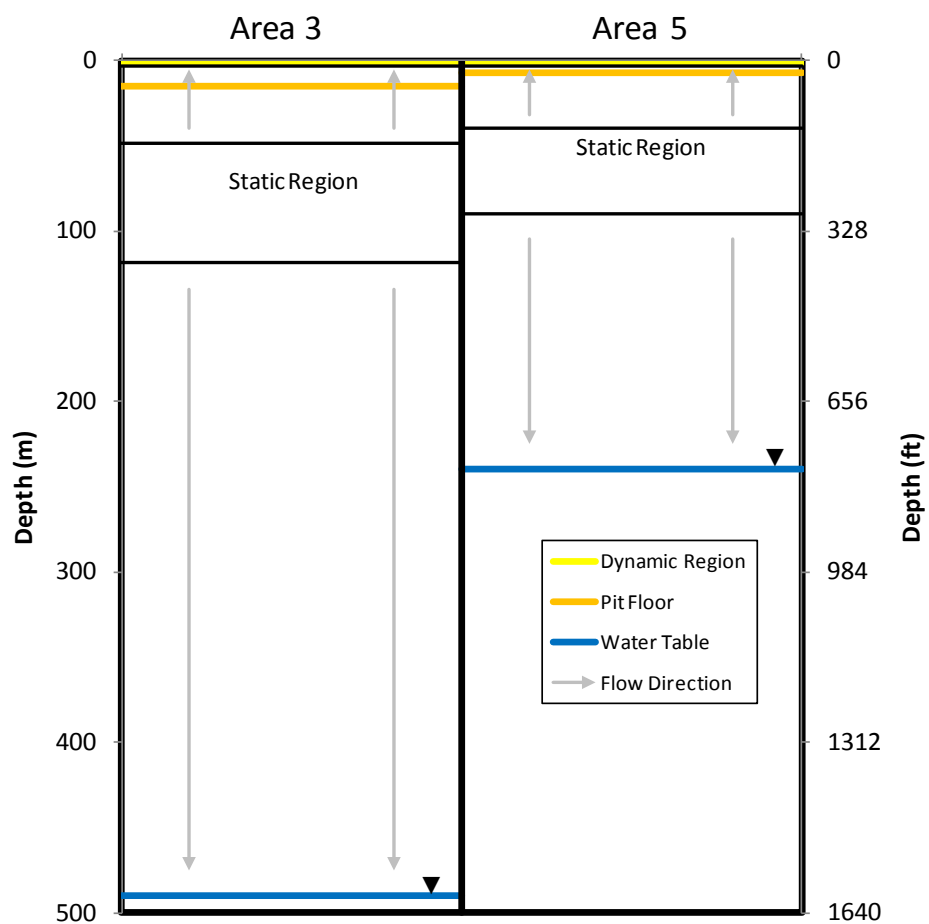 Area 3
Area 5
0
0
Static Region
Static Region
100
328
200
656
Depth (m)
Depth (ft)
300
984
Dynamic Region
Pit Floor
Water Table
Flow Direction
400
1312
500
1640